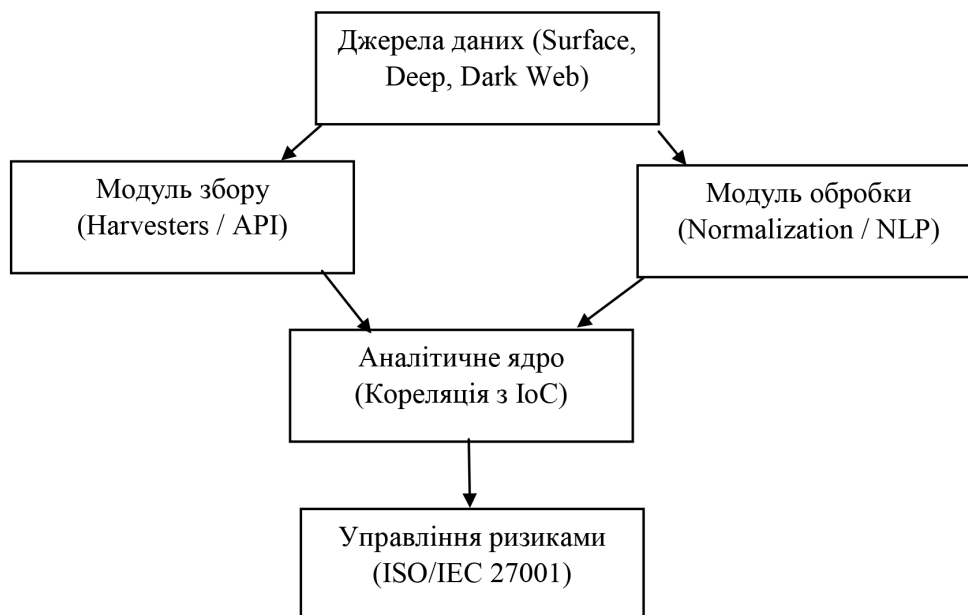 Джерела даних (Surface,
Deep, Dark Web)
Модуль збору
(Harvesters / API)
Модуль обробки
(Normalization / NLP)
Аналітичне ядро
(Кореляція з IoC)
Управління ризиками
(ISO/IEC 27001)